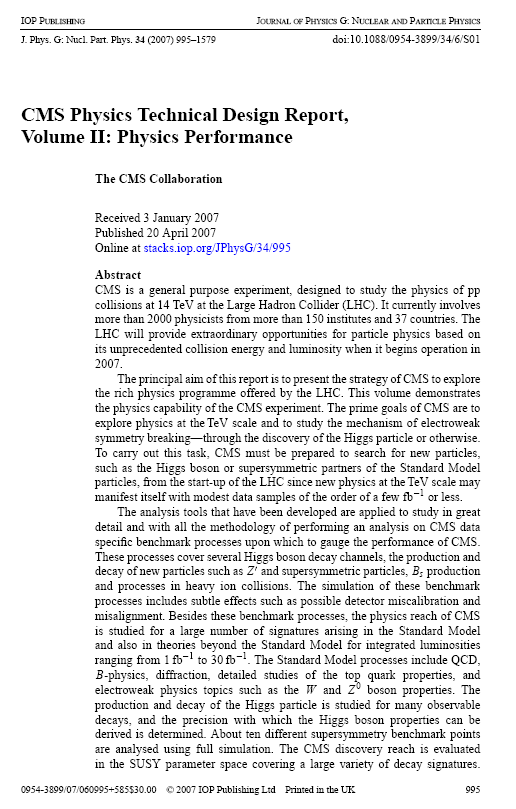 IOP Publishing Journal of Physics G: Nuclear and Particle Physics
J. Phys. G: Nucl. Part. Phys. 34 (2007) 995–1579 doi:10.1088/0954-3899/34/6/S01
CMS Physics Technical Design Report,
Volume II: Physics Performance
The CMS Collaboration
Received 3 January 2007
Published 20 April 2007
Online at stacks.iop.org/JPhysG/34/995
Abstract
CMS is a general purpose experiment, designed to study the physics of pp
collisions at 14 TeV at the Large Hadron Collider (LHC). It currently involves
more than 2000 physicists from more than 150 institutes and 37 countries. The
LHC will provide extraordinary opportunities for particle physics based on
its unprecedented collision energy and luminosity when it begins operation in
2007.
The principal aim of this report is to present the strategy of CMS to explore
the rich physics programme offered by the LHC. This volume demonstrates
the physics capability of the CMS experiment. The prime goals of CMS are to
explore physics at the TeV scale and to study the mechanism of electroweak
symmetry breaking—through the discovery of the Higgs particle or otherwise.
To carry out this task, CMS must be prepared to search for new particles,
such as the Higgs boson or supersymmetric partners of the Standard Model
particles, from the start-up of the LHC since new physics at the TeV scale may
manifest itself with modest data samples of the order of a few fb⁻¹ or less.
The analysis tools that have been developed are applied to study in great
detail and with all the methodology of performing an analysis on CMS data
specific benchmark processes upon which to gauge the performance of CMS.
These processes cover several Higgs boson decay channels, the production and
decay of new particles such as Z′ and supersymmetric particles, Bₛ production
and processes in heavy ion collisions. The simulation of these benchmark
processes includes subtle effects such as possible detector miscalibration and
misalignment. Besides these benchmark processes, the physics reach of CMS
is studied for a large number of signatures arising in the Standard Model
and also in theories beyond the Standard Model for integrated luminosities
ranging from 1 fb⁻¹ to 30 fb⁻¹. The Standard Model processes include QCD,
B-physics, diffraction, detailed studies of the top quark properties, and
electroweak physics topics such as the W and Z⁰ boson properties. The
production and decay of the Higgs particle is studied for many observable
decays, and the precision with which the Higgs boson properties can be
derived is determined. About ten different supersymmetry benchmark points
are analysed using full simulation. The CMS discovery reach is evaluated
in the SUSY parameter space covering a large variety of decay signatures.
0954-3899/07/060995+585$30.00 © 2007 IOP Publishing Ltd Printed in the UK 995